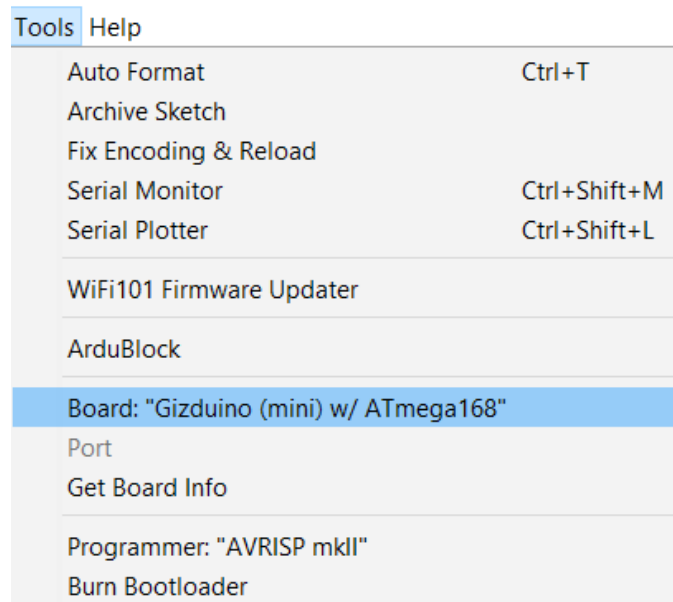 Tools Help
Auto Format Ctrl+T
Archive Sketch
Fix Encoding & Reload
Serial Monitor Ctrl+Shift+M
Serial Plotter Ctrl+Shift+L
WiFi101 Firmware Updater
ArduBlock
Board: "Gizduino (mini) w/ ATmega168"
Port
Get Board Info
Programmer: "AVRISP mkII"
Burn Bootloader